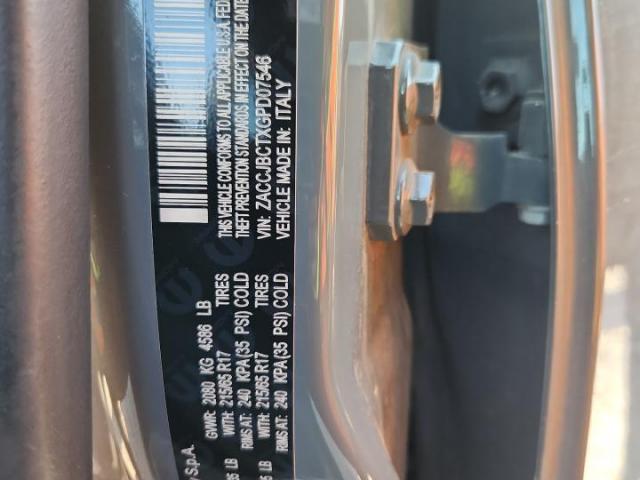 y S.p.A.
GVWR: 2080 KG 4586 LB
WITH: 215/65 R17 TIRES
RIMS AT: 240 KPA(35 PSI) COLD
LB WITH: 215/65 R17 TIRES
RIMS AT: 240 KPA(35 PSI) COLD
THIS VEHICLE CONFORMS TO ALL APPLICABLE U.S.A. FED
THEFT PREVENTION STANDARDS IN EFFECT ON THE DATE
VIN: ZACCJBCTXGPD07546
VEHICLE MADE IN: ITALY